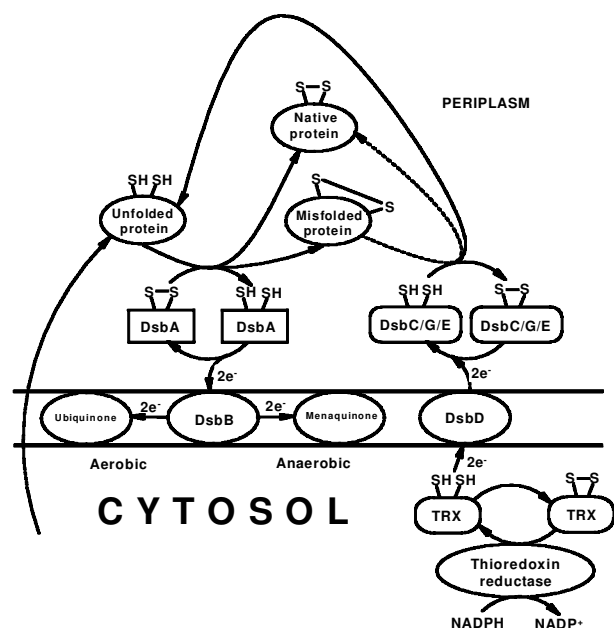 S–S
Native
protein
PERIPLASM
SH SH
Unfolded
protein
S
S
Misfolded
protein
S–S
SH SH
SH SH
S–S
DsbA
DsbA
DsbC/G/E
DsbC/G/E
2e-
2e-
Ubiquinone
2e-
DsbB
2e-
Menaquinone
DsbD
Aerobic
Anaerobic
2e-
CYTOSOL
SH SH
S–S
TRX
TRX
Thioredoxin
reductase
NADPH
NADP+